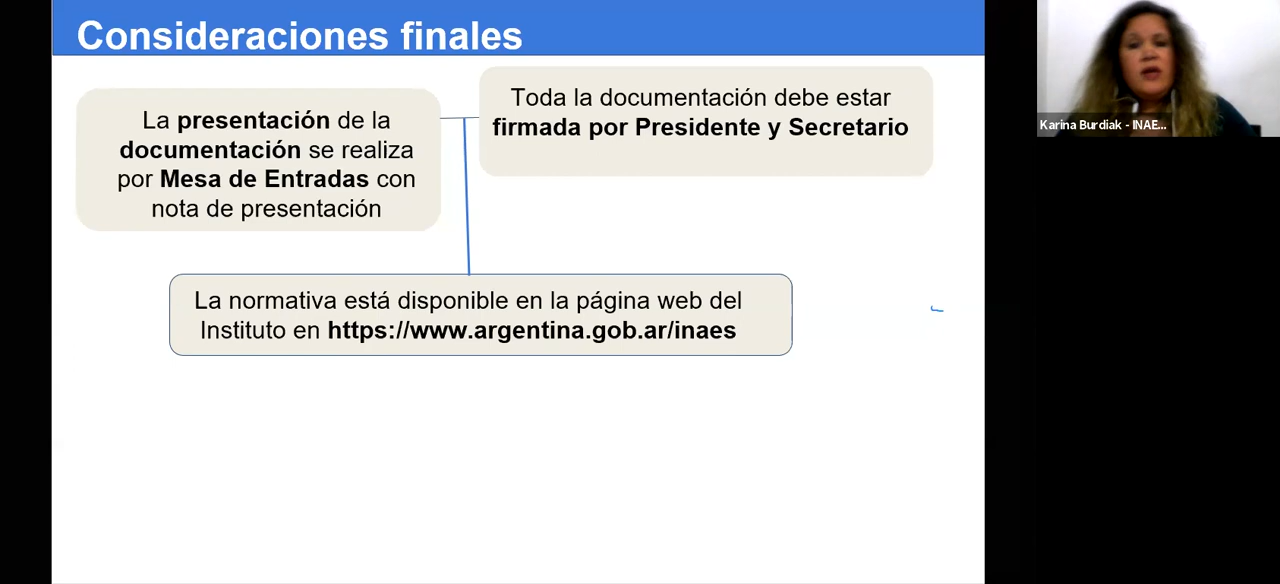 Consideraciones finales
La presentación de la
documentación se realiza
por Mesa de Entradas con
nota de presentación
Toda la documentación debe estar
firmada por Presidente y Secretario
La normativa está disponible en la página web del
Instituto en https://www.argentina.gob.ar/inaes
Karina Burdiak - INAE...